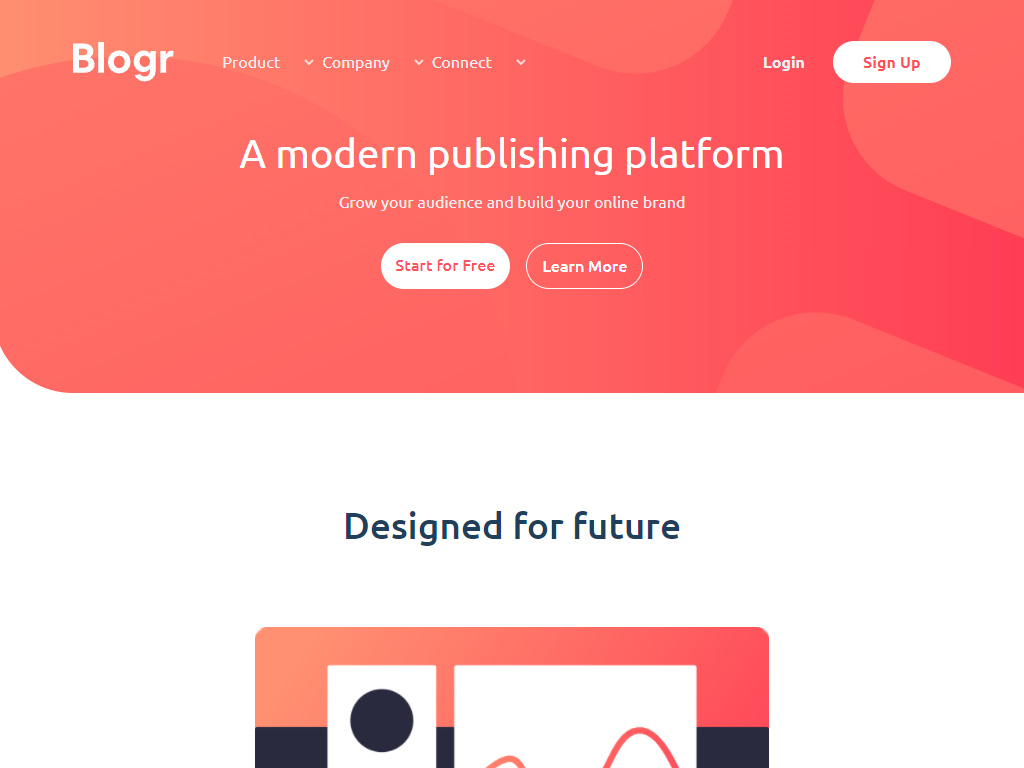 Blogr Product Company Connect Login Sign Up
A modern publishing platform
Grow your audience and build your online brand
Start for Free Learn More
Designed for future